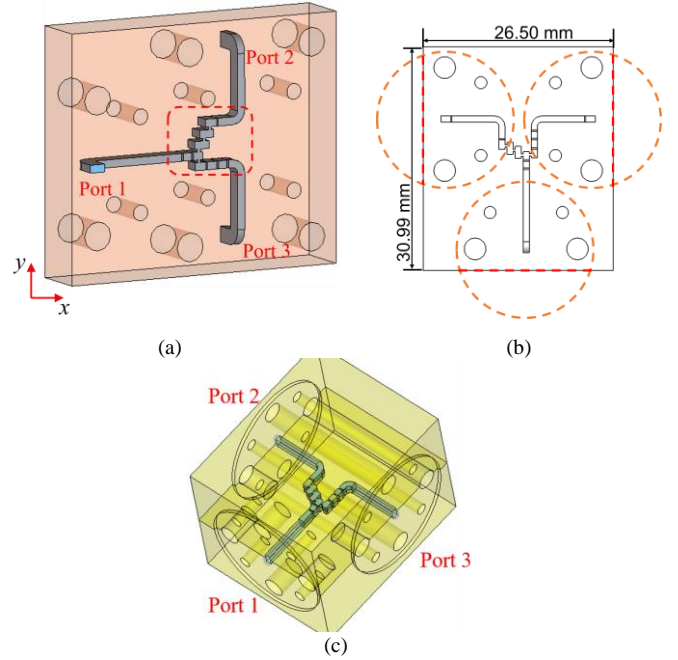 Port 2
Port 1
Port 3
y
x
(a)
26.50 mm
30.99 mm
(b)
Port 2
Port 3
Port 1
(c)